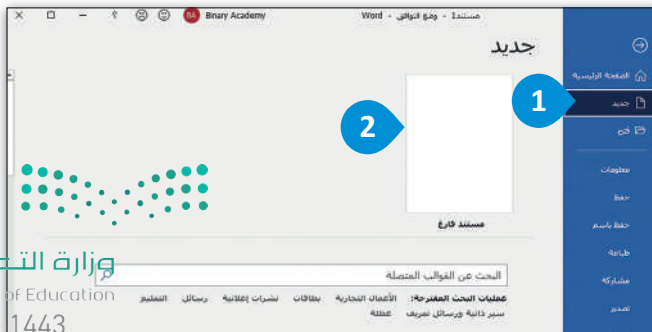 مستند1 - وضع التوافق - Word
Binary Academy
BA
جديد
الصفحة الرئيسية
1
جديد
2
فتح
معلومات
حفظ
حفظ باسم
طباعة
مشاركة
تصدير
مستند فارغ
البحث عن القوالب المتصلة
عمليات البحث المقترحة: الأعمال التجارية بطاقات نشرات إعلانية رسائل التعليم
سير ذاتية ورسائل تعريف عطلة
وزارة التـ
of Education
1443